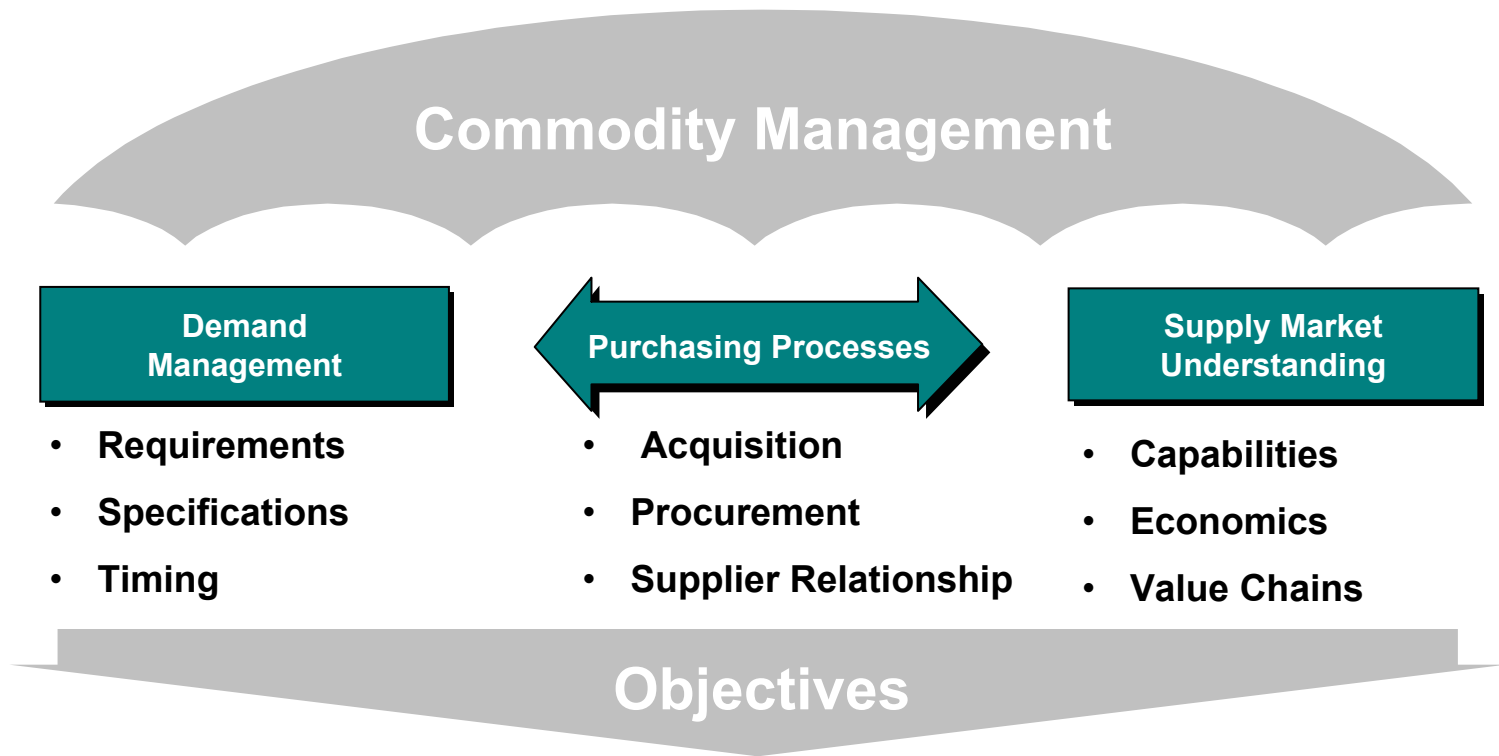 Commodity Management
Demand
Management
• Requirements
• Specifications
• Timing
Purchasing Processes
• Acquisition
• Procurement
• Supplier Relationship
Supply Market
Understanding
• Capabilities
• Economics
• Value Chains
Objectives